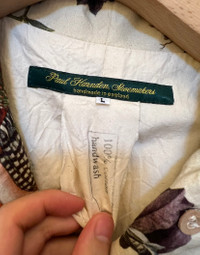 Paul Harnden Shoemakers
handmade in england
L
100%
handwash